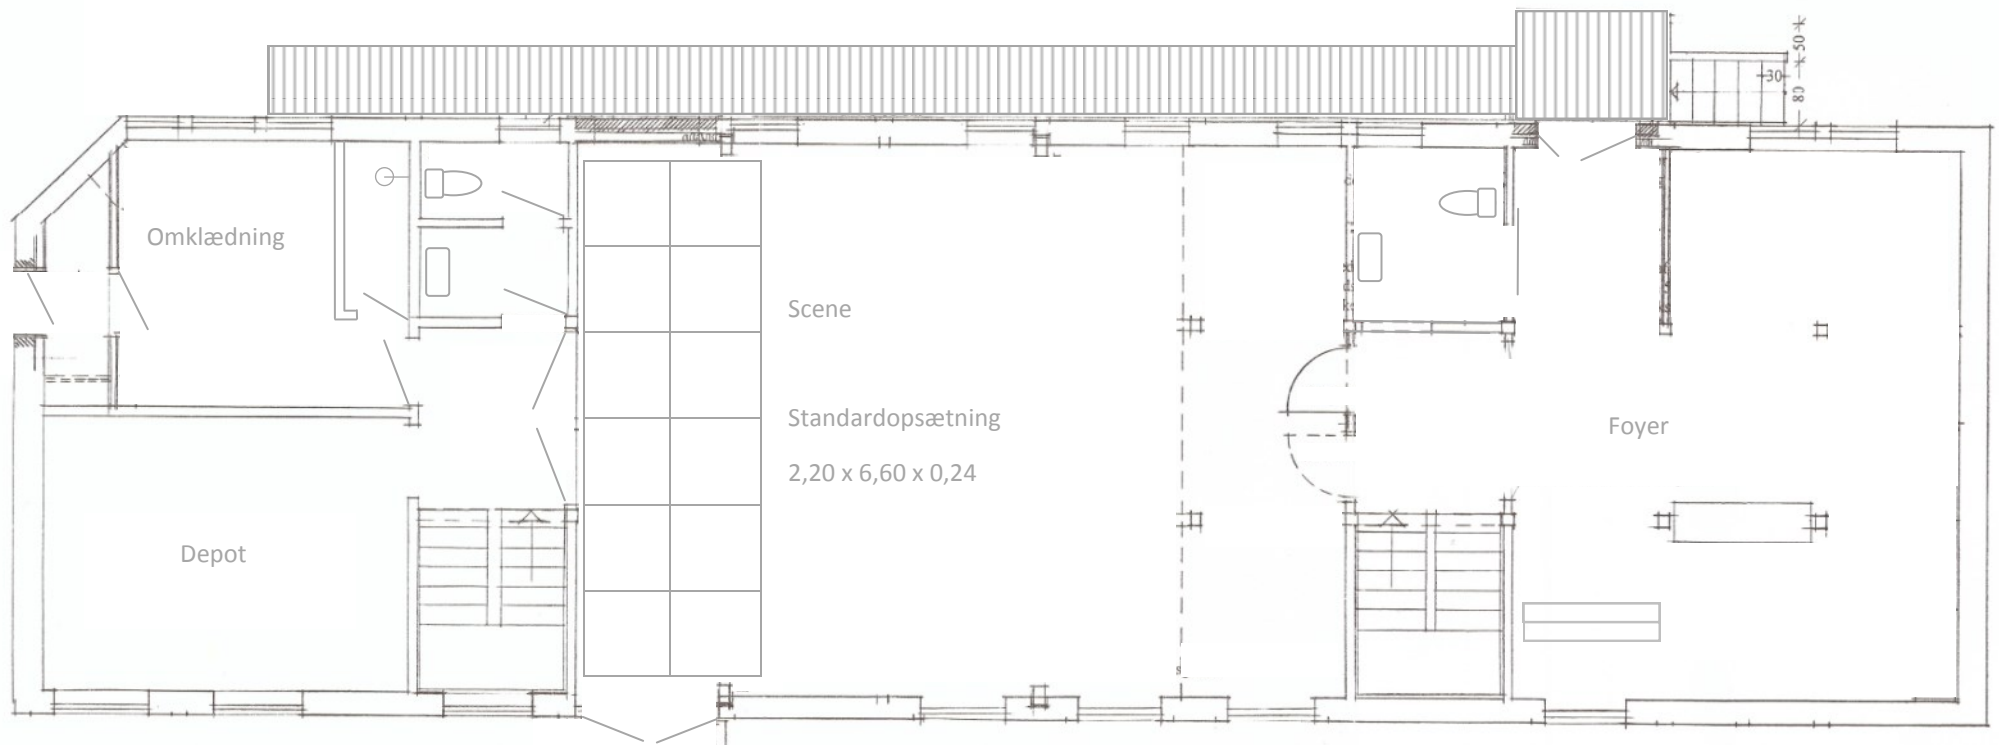 50
30
80
Omklædning
Scene
Standardopsætning
2,20 x 6,60 x 0,24
Foyer
Depot